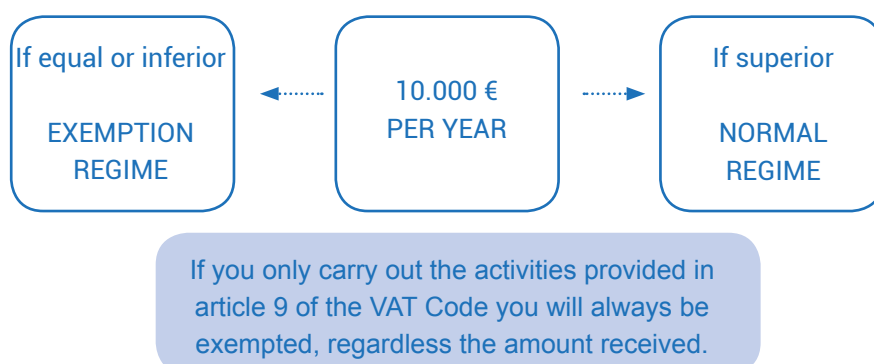 If equal or inferior
EXEMPTION
REGIME
10.000 €
PER YEAR
If superior
NORMAL
REGIME
If you only carry out the activities provided in
article 9 of the VAT Code you will always be
exempted, regardless the amount received.